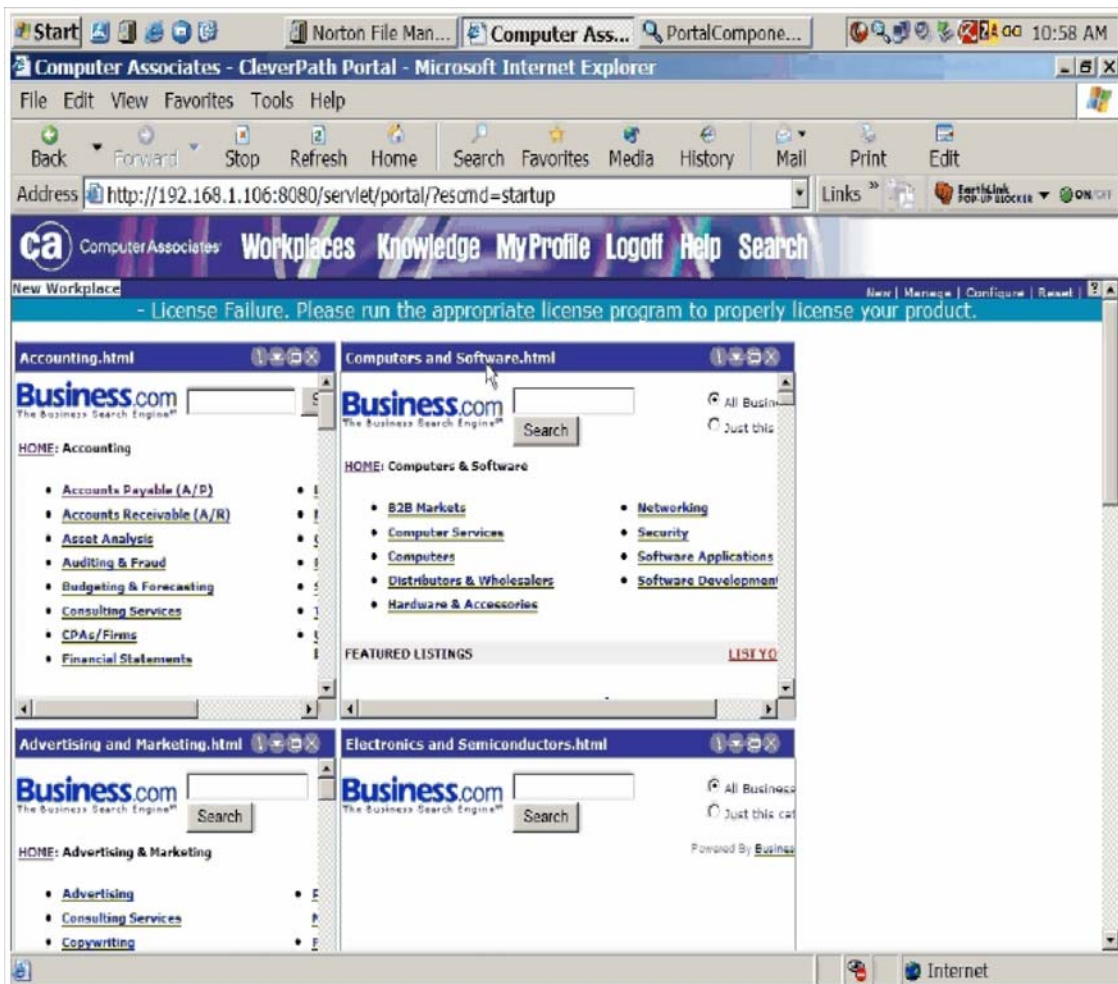 Start Norton File Man... Computer Ass... PortalCompone... 10:58 AM
Computer Associates - CleverPath Portal - Microsoft Internet Explorer
File Edit View Favorites Tools Help
Back Forward Stop Refresh Home Search Favorites Media History Mail Print Edit
Address http://192.168.1.106:8080/servlet/portal/?escmd=startup Links » EarthLink POP-UP BLOCKER ON/OFF
ca Computer Associates Workplaces Knowledge My Profile Logoff Help Search
New Workplace New | Manage | Configure | Reset | ?
- License Failure. Please run the appropriate license program to properly license your product.
Accounting.html
Business.com
The Business Search Engine
HOME: Accounting
Accounts Payable (A/P)
Accounts Receivable (A/R)
Asset Analysis
Auditing & Fraud
Budgeting & Forecasting
Consulting Services
CPAs/Firms
Financial Statements
Computers and Software.html
Business.com
The Business Search Engine
Search
All Busin
Just this
HOME: Computers & Software
B2B Markets
Computer Services
Computers
Distributors & Wholesalers
Hardware & Accessories
Networking
Security
Software Applications
Software Developmen
FEATURED LISTINGS LIST YO
Advertising and Marketing.html
Business.com
The Business Search Engine
Search
HOME: Advertising & Marketing
Advertising
Consulting Services
Copywriting
Electronics and Semiconductors.html
Business.com
The Business Search Engine
Search
All Business
Just this cat
Powered By Busines
Internet